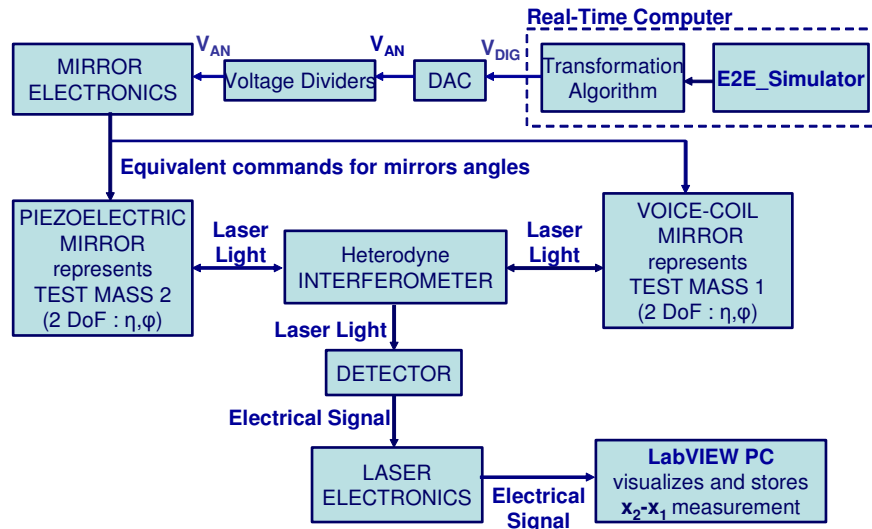 Real-Time Computer
V_AN
V_AN
V_DIG
MIRROR
ELECTRONICS
Voltage Dividers
DAC
Transformation
Algorithm
E2E_Simulator
Equivalent commands for mirrors angles
PIEZOELECTRIC
MIRROR
represents
TEST MASS 2
(2 DoF : η,φ)
Laser
Light
Heterodyne
INTERFEROMETER
Laser
Light
VOICE-COIL
MIRROR
represents
TEST MASS 1
(2 DoF : η,φ)
Laser Light
DETECTOR
Electrical Signal
LASER
ELECTRONICS
Electrical
Signal
LabVIEW PC
visualizes and stores
x₂-x₁ measurement